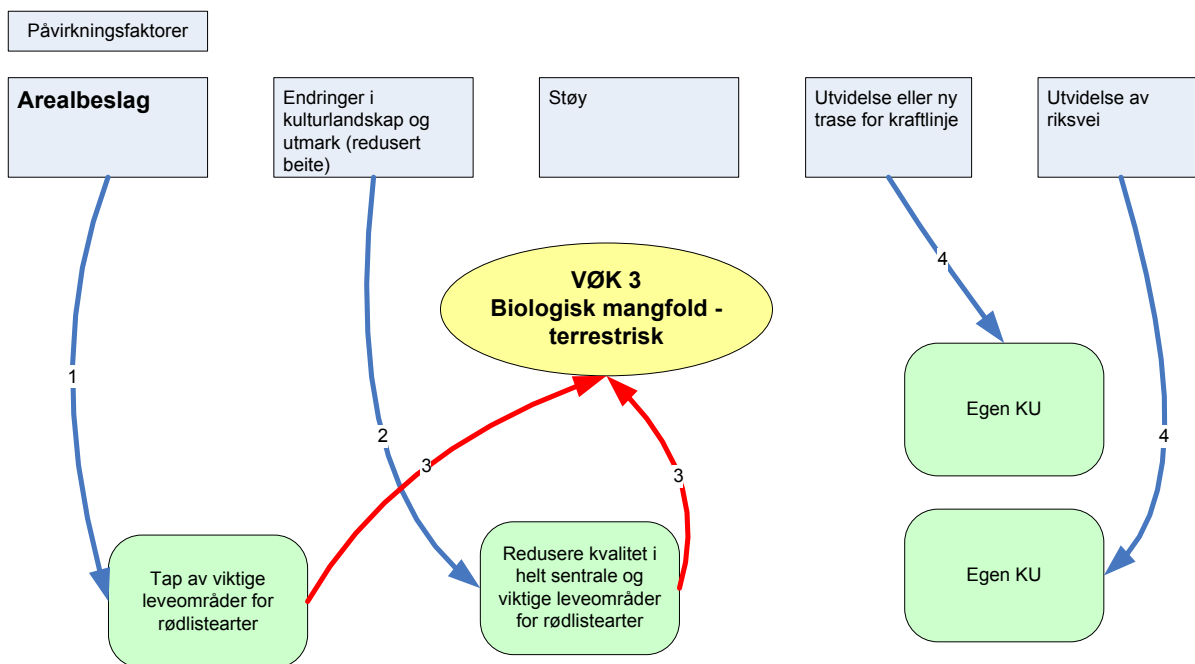 Påvirkningsfaktorer
Arealbeslag
Endringer i
kulturlandskap og
utmark (redusert
beite)
Støy
Utvidelse eller ny
trase for kraftlinje
Utvidelse av
riksvei
VØK 3
Biologisk mangfold -
terrestrisk
4
1
2
3
3
4
Egen KU
Tap av viktige
leveområder for
rødlistearter
Redusere kvalitet i
helt sentrale og
viktige leveområder
for rødlistearter
Egen KU